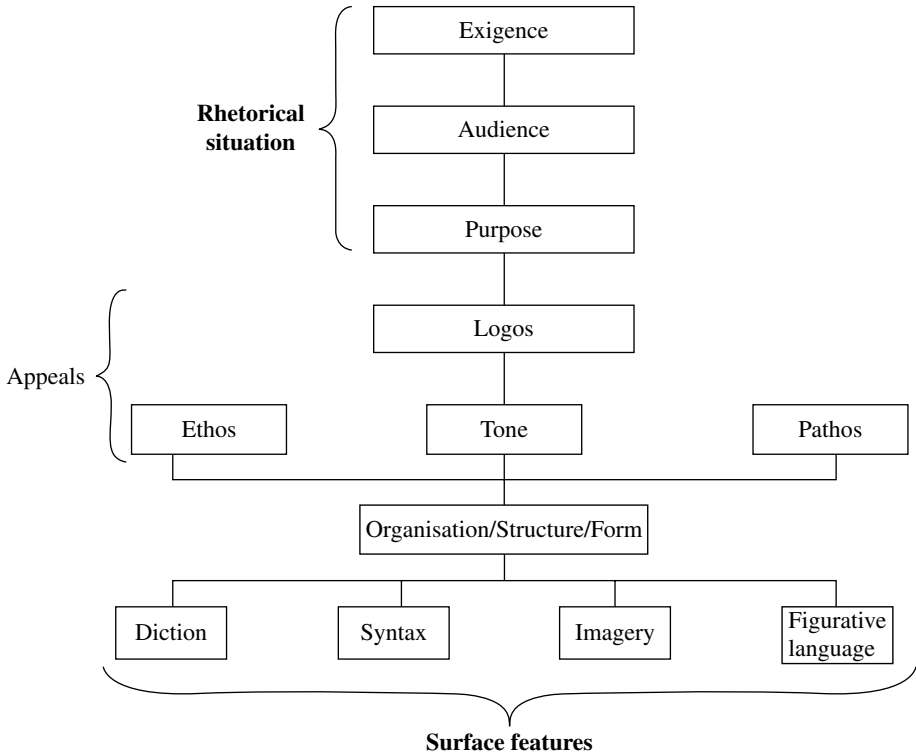 Exigence
Rhetorical
situation
Audience
Purpose
Logos
Appeals
Ethos
Tone
Pathos
Organisation/Structure/Form
Diction
Syntax
Imagery
Figurative
language
Surface features